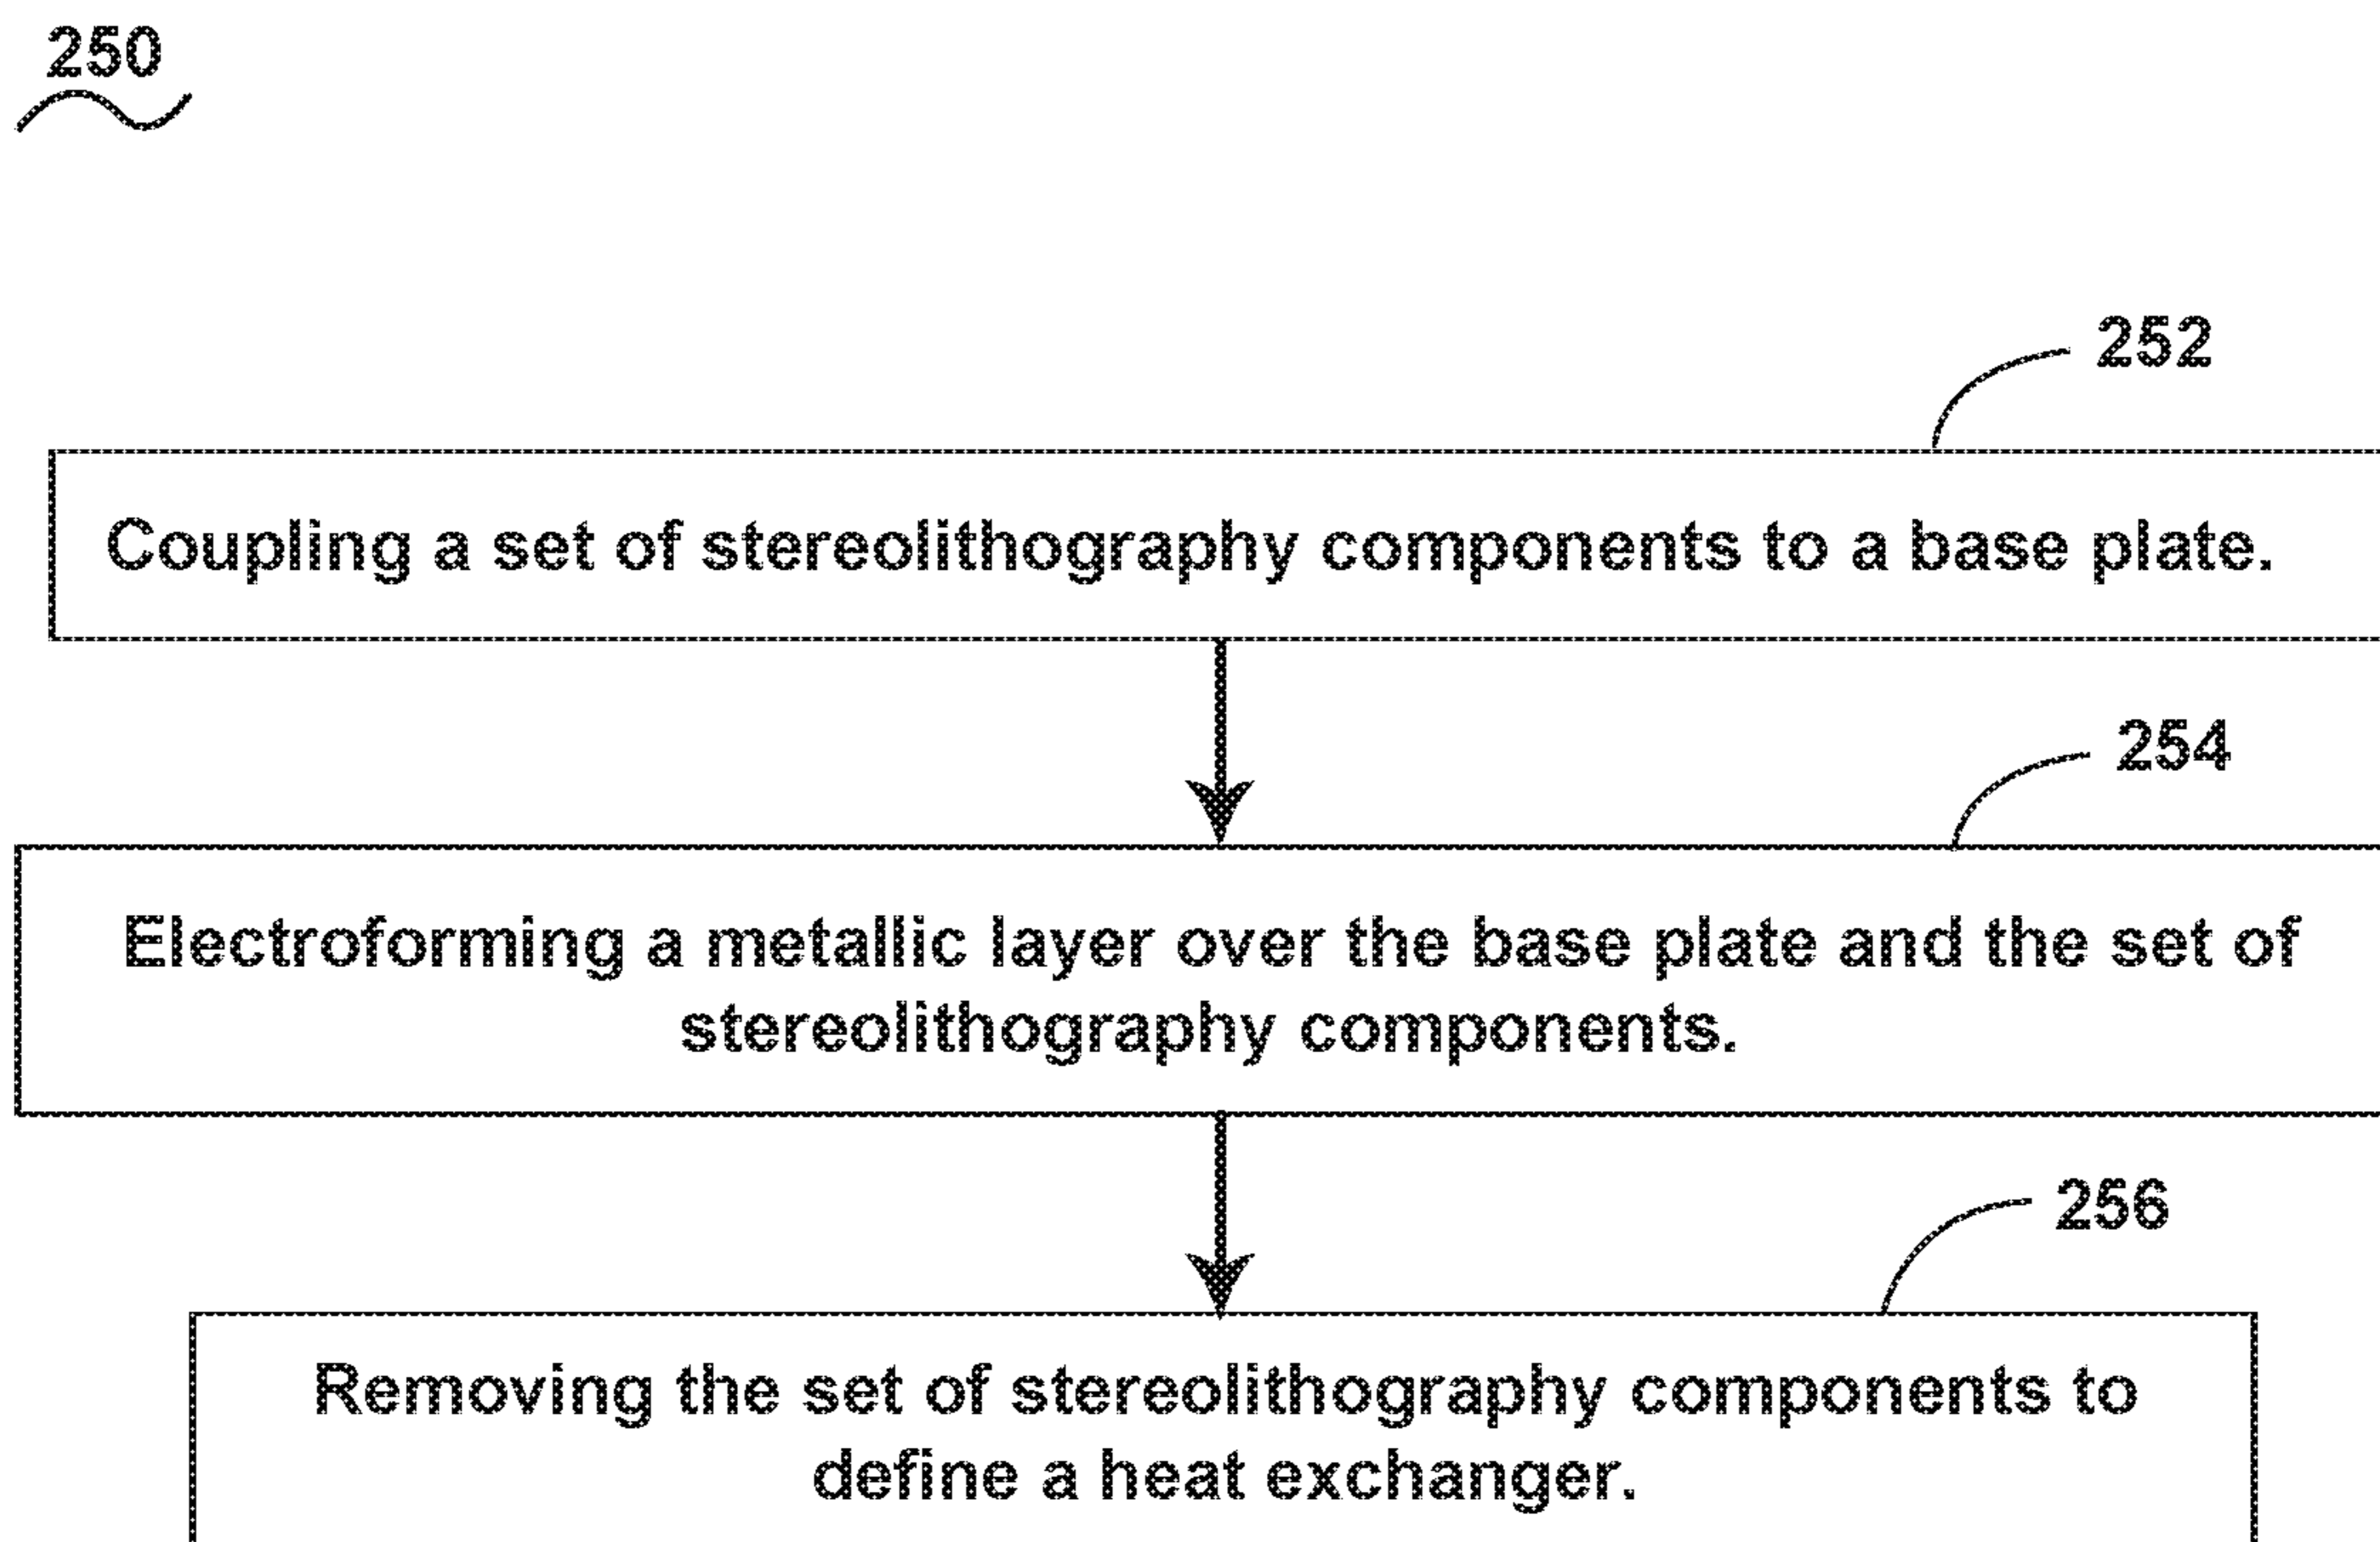 250
252
Coupling a set of stereolithography components to a base plate.
254
Electroforming a metallic layer over the base plate and the set of
stereolithography components.
256
Removing the set of stereolithography components to
define a heat exchanger.